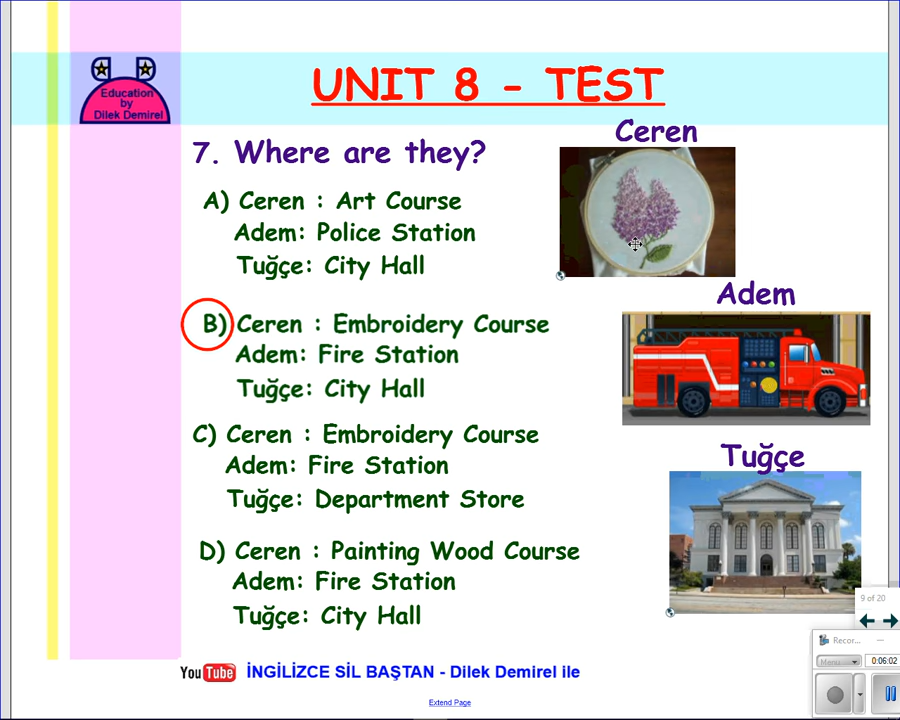 Education
by
Dilek Demirel
UNIT 8 - TEST
7. Where are they?
A) Ceren : Art Course
Adem: Police Station
Tuğçe: City Hall
B) Ceren : Embroidery Course
Adem: Fire Station
Tuğçe: City Hall
C) Ceren : Embroidery Course
Adem: Fire Station
Tuğçe: Department Store
D) Ceren : Painting Wood Course
Adem: Fire Station
Tuğçe: City Hall
Ceren
Adem
Tuğçe
9 of 20
Recor...
Menu
0:06:02
YouTube İNGİLİZCE SİL BAŞTAN - Dilek Demirel ile
Extend Page